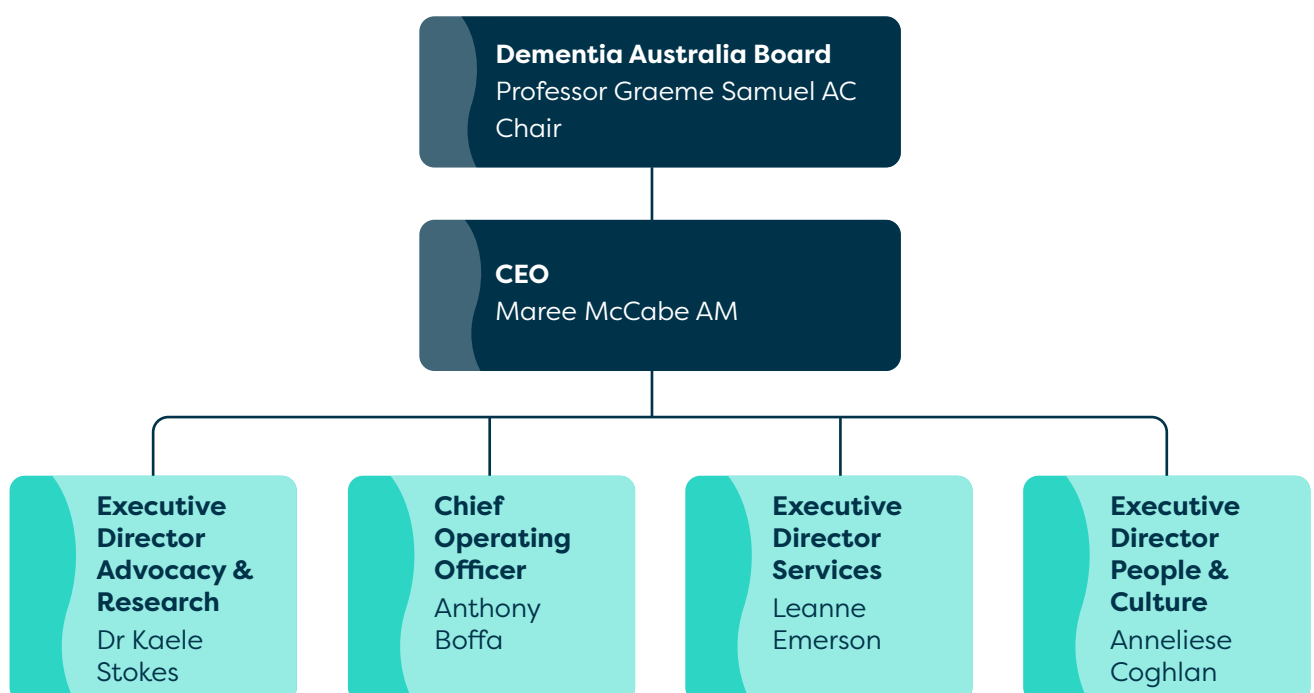 Dementia Australia Board
Professor Graeme Samuel AC
Chair
CEO
Maree McCabe AM
Executive
Director
Advocacy &
Research
Dr Kaele
Stokes
Chief
Operating
Officer
Anthony
Boffa
Executive
Director
Services
Leanne
Emerson
Executive
Director
People &
Culture
Anneliese
Coghlan